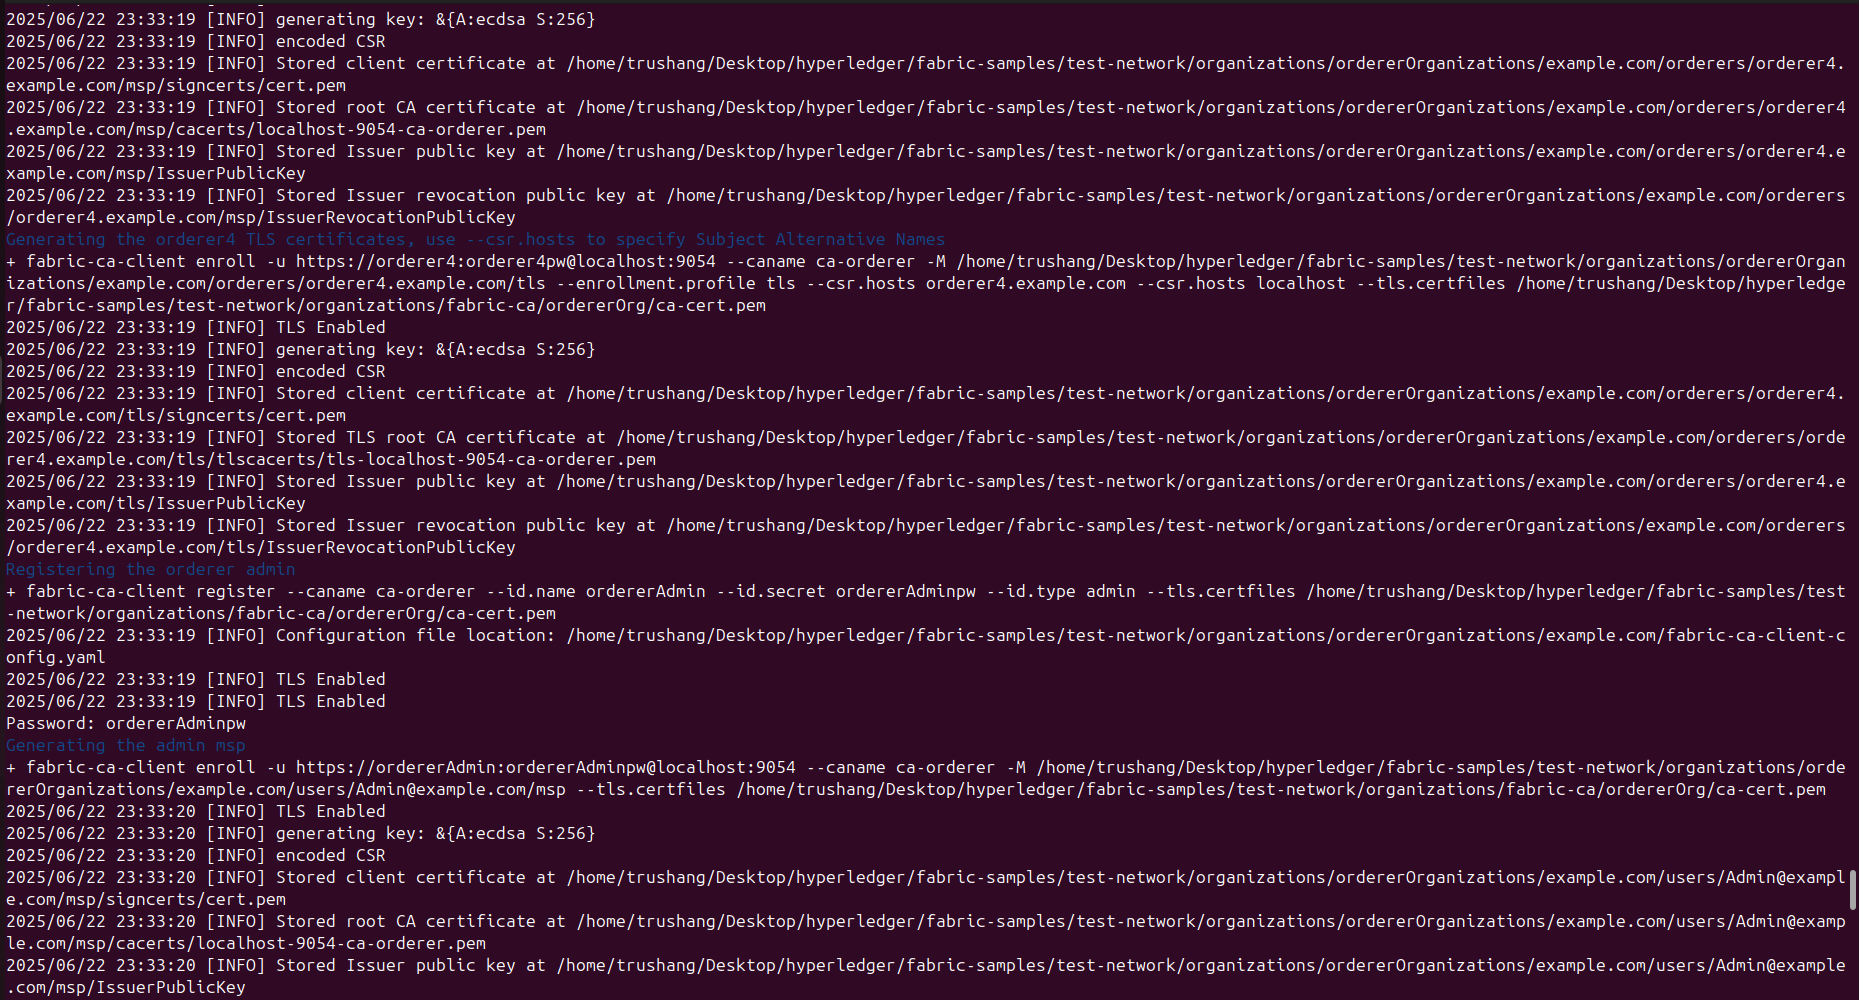 2025/06/22 23:33:19 [INFO] generating key: &{A:ecdsa S:256}
2025/06/22 23:33:19 [INFO] encoded CSR
2025/06/22 23:33:19 [INFO] Stored client certificate at /home/trushang/Desktop/hyperledger/fabric-samples/test-network/organizations/ordererOrganizations/example.com/orderers/orderer4.
example.com/msp/signcerts/cert.pem
2025/06/22 23:33:19 [INFO] Stored root CA certificate at /home/trushang/Desktop/hyperledger/fabric-samples/test-network/organizations/ordererOrganizations/example.com/orderers/orderer4
.example.com/msp/cacerts/localhost-9054-ca-orderer.pem
2025/06/22 23:33:19 [INFO] Stored Issuer public key at /home/trushang/Desktop/hyperledger/fabric-samples/test-network/organizations/ordererOrganizations/example.com/orderers/orderer4.e
xample.com/msp/IssuerPublicKey
2025/06/22 23:33:19 [INFO] Stored Issuer revocation public key at /home/trushang/Desktop/hyperledger/fabric-samples/test-network/organizations/ordererOrganizations/example.com/orderers
/orderer4.example.com/msp/IssuerRevocationPublicKey
Generating the orderer4 TLS certificates, use --csr.hosts to specify Subject Alternative Names
+ fabric-ca-client enroll -u https://orderer4:orderer4pw@localhost:9054 --caname ca-orderer -M /home/trushang/Desktop/hyperledger/fabric-samples/test-network/organizations/ordererOrgan
izations/example.com/orderers/orderer4.example.com/tls --enrollment.profile tls --csr.hosts orderer4.example.com --csr.hosts localhost --tls.certfiles /home/trushang/Desktop/hyperledge
r/fabric-samples/test-network/organizations/fabric-ca/ordererOrg/ca-cert.pem
2025/06/22 23:33:19 [INFO] TLS Enabled
2025/06/22 23:33:19 [INFO] generating key: &{A:ecdsa S:256}
2025/06/22 23:33:19 [INFO] encoded CSR
2025/06/22 23:33:19 [INFO] Stored client certificate at /home/trushang/Desktop/hyperledger/fabric-samples/test-network/organizations/ordererOrganizations/example.com/orderers/orderer4.
example.com/tls/signcerts/cert.pem
2025/06/22 23:33:19 [INFO] Stored TLS root CA certificate at /home/trushang/Desktop/hyperledger/fabric-samples/test-network/organizations/ordererOrganizations/example.com/orderers/orde
rer4.example.com/tls/tlscacerts/tls-localhost-9054-ca-orderer.pem
2025/06/22 23:33:19 [INFO] Stored Issuer public key at /home/trushang/Desktop/hyperledger/fabric-samples/test-network/organizations/ordererOrganizations/example.com/orderers/orderer4.e
xample.com/tls/IssuerPublicKey
2025/06/22 23:33:19 [INFO] Stored Issuer revocation public key at /home/trushang/Desktop/hyperledger/fabric-samples/test-network/organizations/ordererOrganizations/example.com/orderers
/orderer4.example.com/tls/IssuerRevocationPublicKey
Registering the orderer admin
+ fabric-ca-client register --caname ca-orderer --id.name ordererAdmin --id.secret ordererAdminpw --id.type admin --tls.certfiles /home/trushang/Desktop/hyperledger/fabric-samples/test
-network/organizations/fabric-ca/ordererOrg/ca-cert.pem
2025/06/22 23:33:19 [INFO] Configuration file location: /home/trushang/Desktop/hyperledger/fabric-samples/test-network/organizations/ordererOrganizations/example.com/fabric-ca-client-c
onfig.yaml
2025/06/22 23:33:19 [INFO] TLS Enabled
2025/06/22 23:33:19 [INFO] TLS Enabled
Password: ordererAdminpw
Generating the admin msp
+ fabric-ca-client enroll -u https://ordererAdmin:ordererAdminpw@localhost:9054 --caname ca-orderer -M /home/trushang/Desktop/hyperledger/fabric-samples/test-network/organizations/orde
rerOrganizations/example.com/users/Admin@example.com/msp --tls.certfiles /home/trushang/Desktop/hyperledger/fabric-samples/test-network/organizations/fabric-ca/ordererOrg/ca-cert.pem
2025/06/22 23:33:20 [INFO] TLS Enabled
2025/06/22 23:33:20 [INFO] generating key: &{A:ecdsa S:256}
2025/06/22 23:33:20 [INFO] encoded CSR
2025/06/22 23:33:20 [INFO] Stored client certificate at /home/trushang/Desktop/hyperledger/fabric-samples/test-network/organizations/ordererOrganizations/example.com/users/Admin@exampl
e.com/msp/signcerts/cert.pem
2025/06/22 23:33:20 [INFO] Stored root CA certificate at /home/trushang/Desktop/hyperledger/fabric-samples/test-network/organizations/ordererOrganizations/example.com/users/Admin@examp
le.com/msp/cacerts/localhost-9054-ca-orderer.pem
2025/06/22 23:33:20 [INFO] Stored Issuer public key at /home/trushang/Desktop/hyperledger/fabric-samples/test-network/organizations/ordererOrganizations/example.com/users/Admin@example
.com/msp/IssuerPublicKey